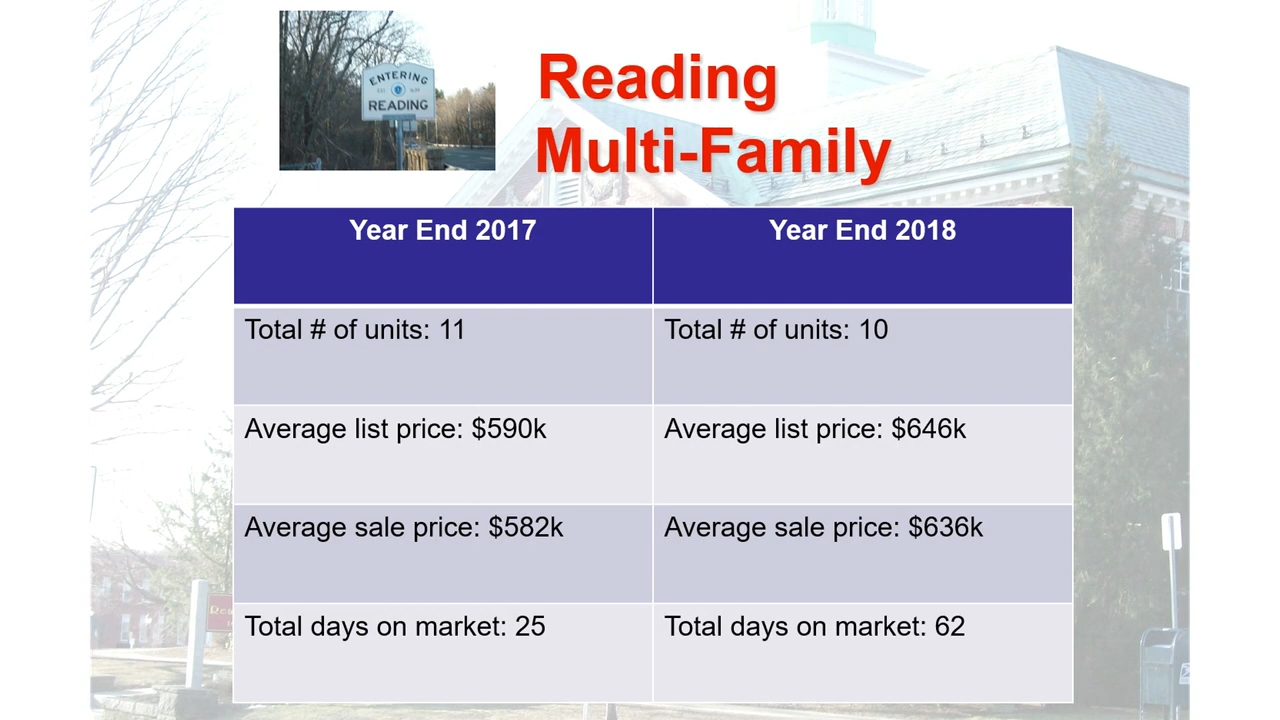 ENTERING
READING
Reading
Multi-Family
Year End 2017
Year End 2018
Total # of units: 11
Total # of units: 10
Average list price: $590k
Average list price: $646k
Average sale price: $582k
Average sale price: $636k
Total days on market: 25
Total days on market: 62